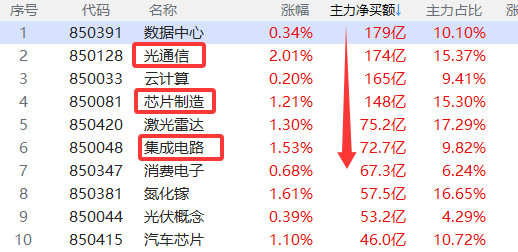 序号 代码 名称 涨幅 主力净买额↓ 主力占比
1 850391 数据中心 0.34% 179亿 10.10%
2 850128 光通信 2.01% 174亿 15.37%
3 850033 云计算 0.20% 165亿 9.41%
4 850081 芯片制造 1.21% 148亿 15.30%
5 850420 激光雷达 1.30% 75.2亿 17.29%
6 850048 集成电路 1.53% 72.7亿 9.82%
7 850347 消费电子 0.68% 67.3亿 6.24%
8 850381 氮化镓 1.61% 57.5亿 16.65%
9 850044 光伏概念 0.39% 53.2亿 4.29%
10 850415 汽车芯片 1.10% 46.0亿 10.72%